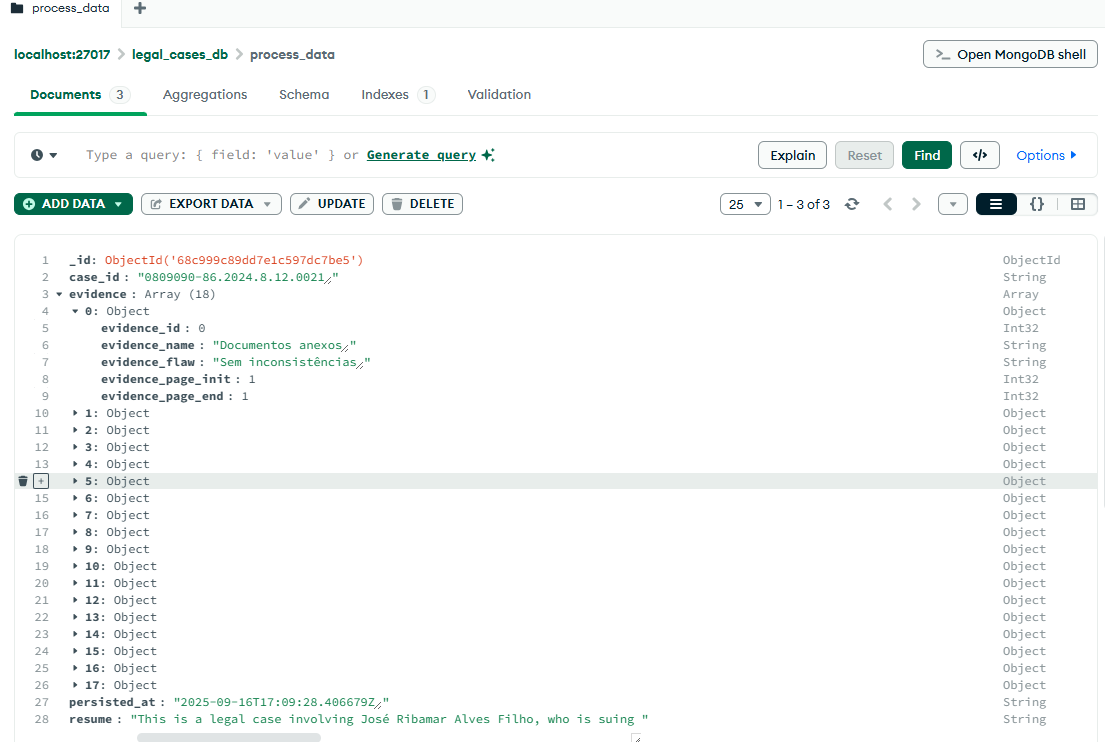 process_data
localhost:27017 > legal_cases_db > process_data
>_ Open MongoDB shell
Documents 3 Aggregations Schema Indexes 1 Validation
Type a query: { field: 'value' } or Generate query
Explain Reset Find </> Options
ADD DATA EXPORT DATA UPDATE DELETE 25 1 – 3 of 3 {}
1 _id: ObjectId('68c999c89dd7e1c597dc7be5') ObjectId
2 case_id : "0809090-86.2024.8.12.0021" String
3 evidence : Array (18) Array
4 0: Object Object
5 evidence_id : 0 Int32
6 evidence_name : "Documentos anexos" String
7 evidence_flaw : "Sem inconsistências" String
8 evidence_page_init : 1 Int32
9 evidence_page_end : 1 Int32
10 1: Object Object
11 2: Object Object
12 3: Object Object
13 4: Object Object
+ 5: Object Object
15 6: Object Object
16 7: Object Object
17 8: Object Object
18 9: Object Object
19 10: Object Object
20 11: Object Object
21 12: Object Object
22 13: Object Object
23 14: Object Object
24 15: Object Object
25 16: Object Object
26 17: Object Object
27 persisted_at : "2025-09-16T17:09:28.406679Z" String
28 resume : "This is a legal case involving José Ribamar Alves Filho, who is suing " String